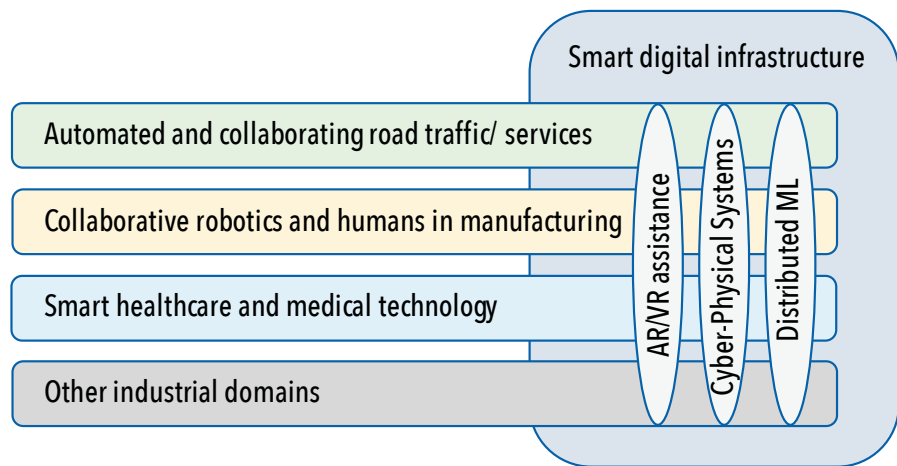 Smart digital infrastructure
Automated and collaborating road traffic/ services
Collaborative robotics and humans in manufacturing
Smart healthcare and medical technology
Other industrial domains
AR/VR assistance
Cyber-Physical Systems
Distributed ML